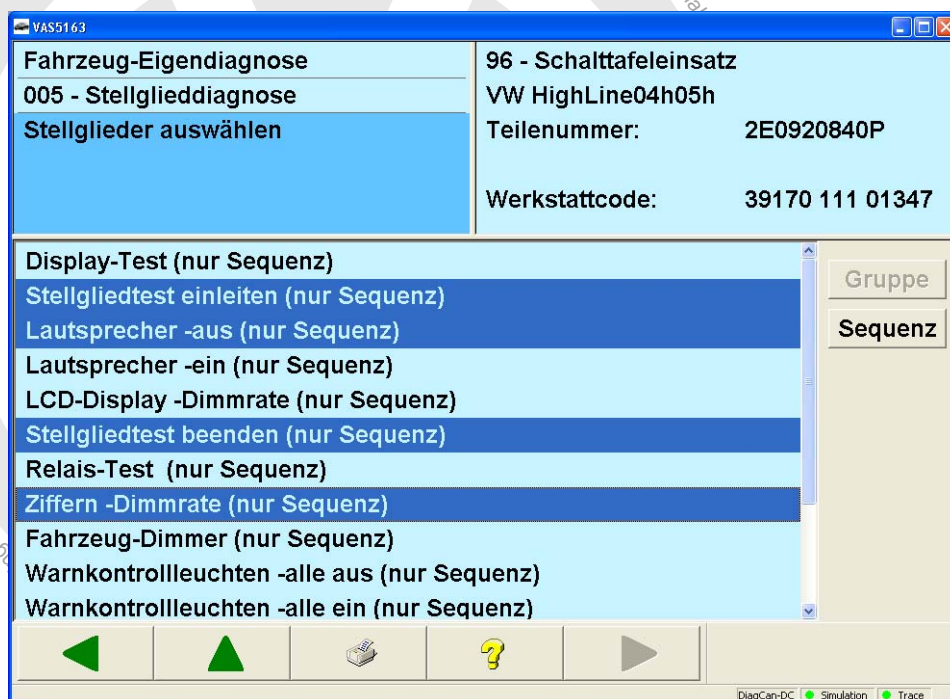 VAS5163
Fahrzeug-Eigendiagnose
005 - Stellglieddiagnose
Stellglieder auswählen
96 - Schalttafeleinsatz
VW HighLine04h05h
Teilenummer: 2E0920840P
Werkstattcode: 39170 111 01347
Display-Test (nur Sequenz)
Stellgliedtest einleiten (nur Sequenz)
Lautsprecher -aus (nur Sequenz)
Lautsprecher -ein (nur Sequenz)
LCD-Display -Dimmrate (nur Sequenz)
Stellgliedtest beenden (nur Sequenz)
Relais-Test (nur Sequenz)
Ziffern -Dimmrate (nur Sequenz)
Fahrzeug-Dimmer (nur Sequenz)
Warnkontrollleuchten -alle aus (nur Sequenz)
Warnkontrollleuchten -alle ein (nur Sequenz)
Gruppe
Sequenz
DiagCan-DC Simulation Trace